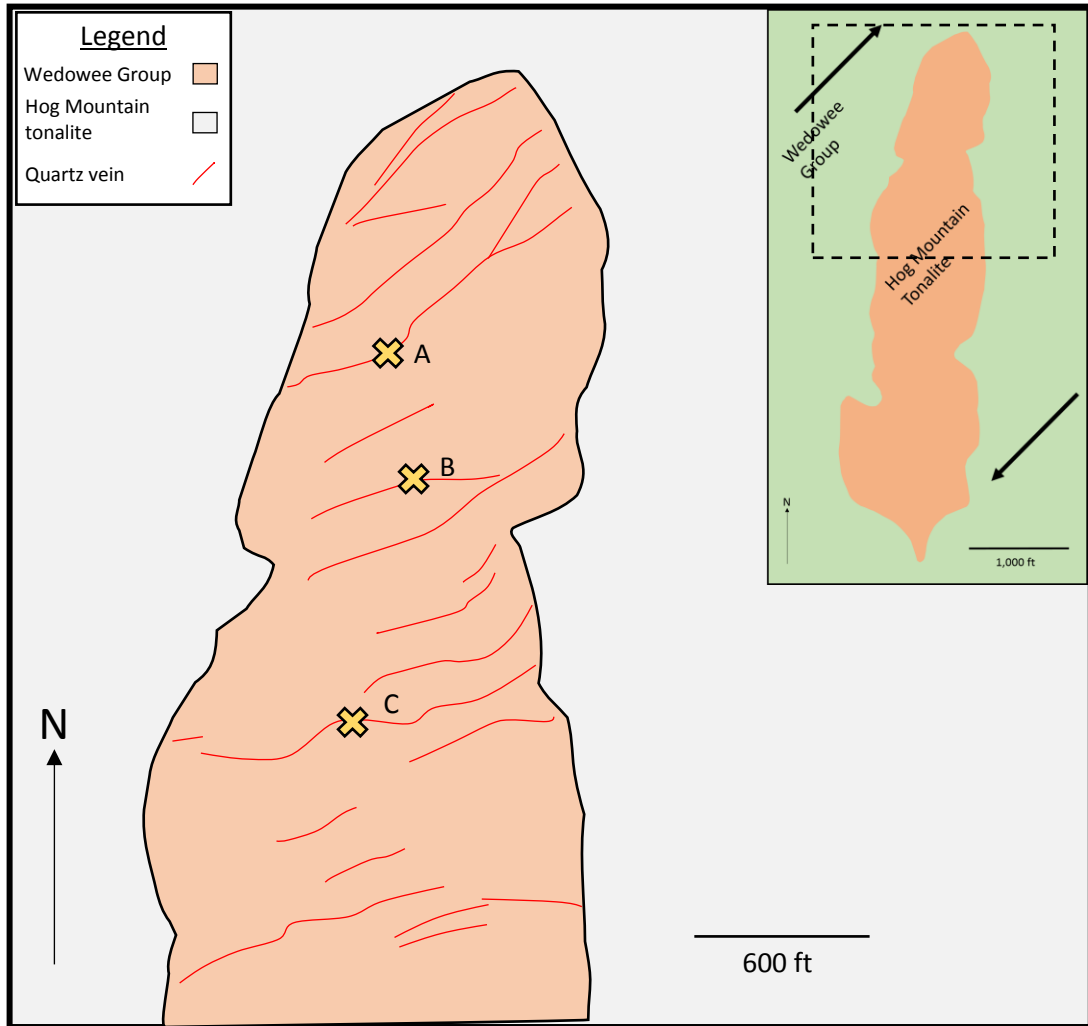 Legend
Wedowee Group
Hog Mountain
tonalite
Quartz vein
A
B
C
N
600 ft
Wedowee
Group
Hog Mountain
Tonalite
N
1,000 ft